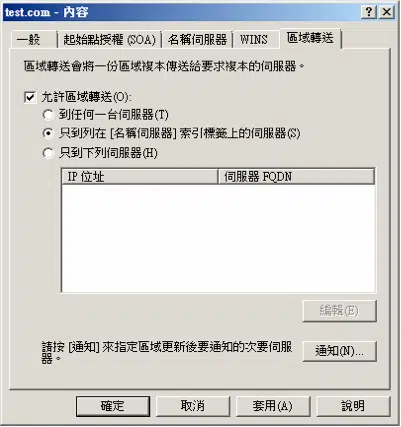 test.com - 內容
一般
起始點授權 (SOA)
名稱伺服器
WINS
區域轉送
區域轉送會將一份區域複本傳送給要求複本的伺服器。
允許區域轉送(O):
到任何一台伺服器(T)
只到列在 [名稱伺服器] 索引標籤上的伺服器(S)
只到下列伺服器(H)
IP 位址
伺服器 FQDN
編輯(E)
請按 [通知] 來指定區域更新後要通知的次要伺服
器。
通知(N)...
確定
取消
套用(A)
說明